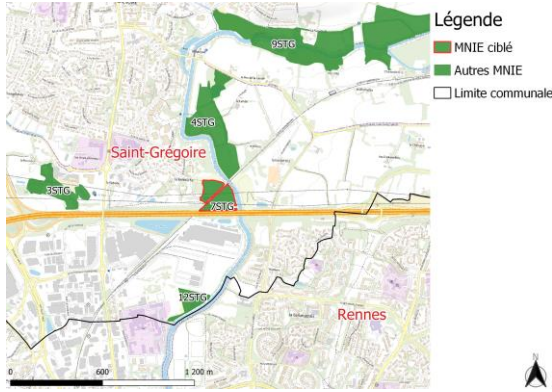 Légende
MNIE ciblé
Autres MNIE
Limite communale
9STG
4STG
Saint-Grégoire
3STG
7STG
12STG
Rennes
0 600 1 200 m
N